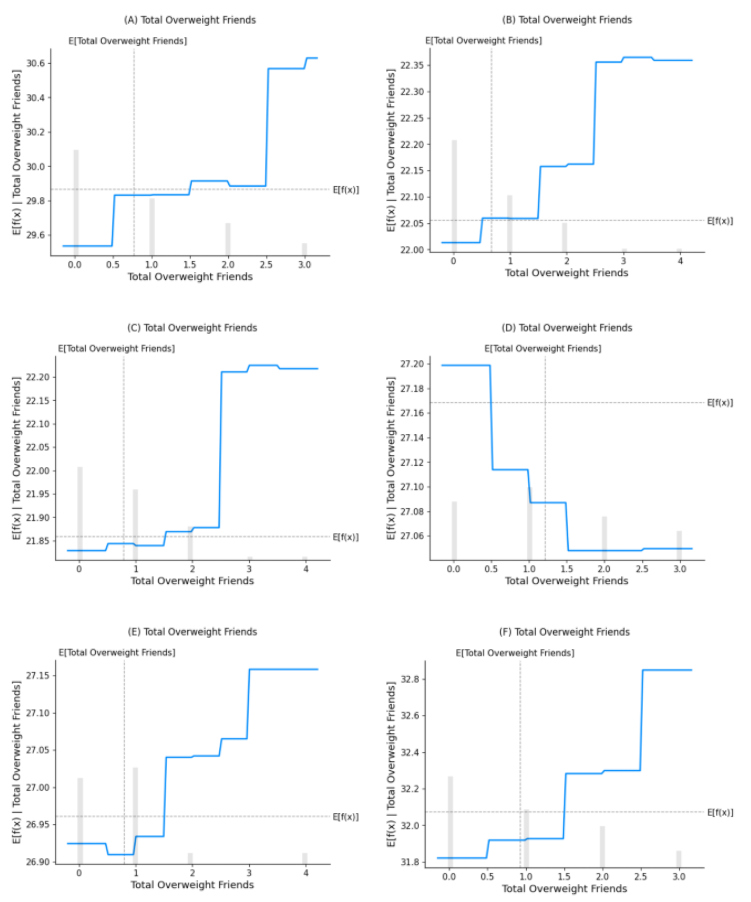 (A) Total Overweight Friends
E[Total Overweight Friends]
E[f(x) | Total Overweight Friends]
30.6
30.4
30.2
30.0
29.8
29.6
E[f(x)]
0.0 0.5 1.0 1.5 2.0 2.5 3.0
Total Overweight Friends
(B) Total Overweight Friends
E[Total Overweight Friends]
E[f(x) | Total Overweight Friends]
22.35
22.30
22.25
22.20
22.15
22.10
22.05
22.00
E[f(x)]
0 1 2 3 4
Total Overweight Friends
(C) Total Overweight Friends
E[Total Overweight Friends]
E[f(x) | Total Overweight Friends]
22.20
22.15
22.10
22.05
22.00
21.95
21.90
21.85
E[f(x)]
0 1 2 3 4
Total Overweight Friends
(D) Total Overweight Friends
E[Total Overweight Friends]
E[f(x) | Total Overweight Friends]
27.20
27.18
27.16
27.14
27.12
27.10
27.08
27.06
E[f(x)]
0.0 0.5 1.0 1.5 2.0 2.5 3.0
Total Overweight Friends
(E) Total Overweight Friends
E[Total Overweight Friends]
E[f(x) | Total Overweight Friends]
27.15
27.10
27.05
27.00
26.95
26.90
E[f(x)]
0 1 2 3 4
Total Overweight Friends
(F) Total Overweight Friends
E[Total Overweight Friends]
E[f(x) | Total Overweight Friends]
32.8
32.6
32.4
32.2
32.0
31.8
E[f(x)]
0.0 0.5 1.0 1.5 2.0 2.5 3.0
Total Overweight Friends